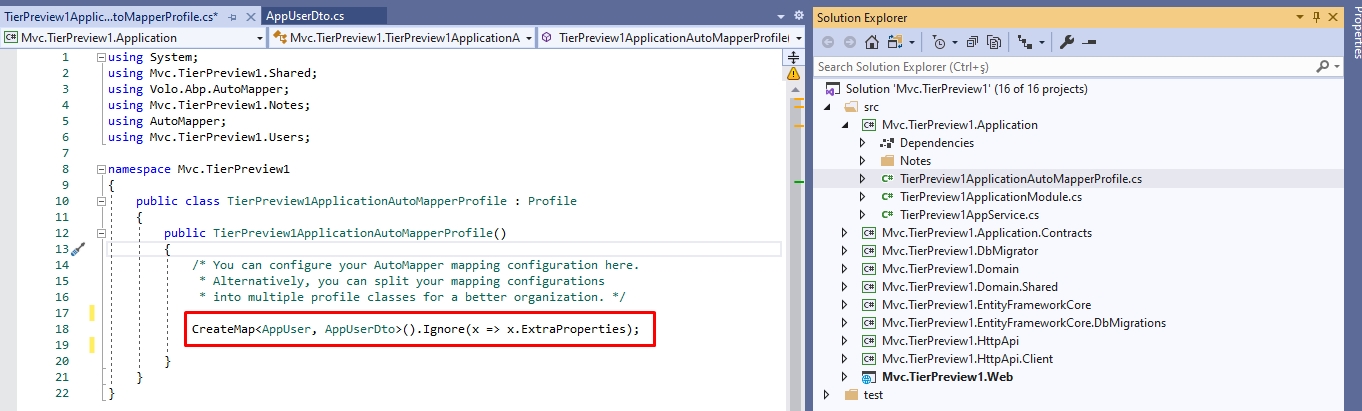 TierPreview1Applic...toMapperProfile.cs*
AppUserDto.cs
Mvc.TierPreview1.Application
Mvc.TierPreview1.TierPreview1ApplicationA
TierPreview1ApplicationAutoMapperProfile(
1 using System;
2 using Mvc.TierPreview1.Shared;
3 using Volo.Abp.AutoMapper;
4 using Mvc.TierPreview1.Notes;
5 using AutoMapper;
6 using Mvc.TierPreview1.Users;
7
8 namespace Mvc.TierPreview1
9 {
10 public class TierPreview1ApplicationAutoMapperProfile : Profile
11 {
12 public TierPreview1ApplicationAutoMapperProfile()
13 {
14 /* You can configure your AutoMapper mapping configuration here.
15 * Alternatively, you can split your mapping configurations
16 * into multiple profile classes for a better organization. */
17
18 CreateMap<AppUser, AppUserDto>().Ignore(x => x.ExtraProperties);
19
20 }
21 }
22 }
Solution Explorer
Search Solution Explorer (Ctrl+ş)
Solution 'Mvc.TierPreview1' (16 of 16 projects)
src
Mvc.TierPreview1.Application
Dependencies
Notes
C# TierPreview1ApplicationAutoMapperProfile.cs
C# TierPreview1ApplicationModule.cs
C# TierPreview1AppService.cs
C# Mvc.TierPreview1.Application.Contracts
C# Mvc.TierPreview1.DbMigrator
C# Mvc.TierPreview1.Domain
C# Mvc.TierPreview1.Domain.Shared
C# Mvc.TierPreview1.EntityFrameworkCore
C# Mvc.TierPreview1.EntityFrameworkCore.DbMigrations
C# Mvc.TierPreview1.HttpApi
C# Mvc.TierPreview1.HttpApi.Client
Mvc.TierPreview1.Web
test
Properties